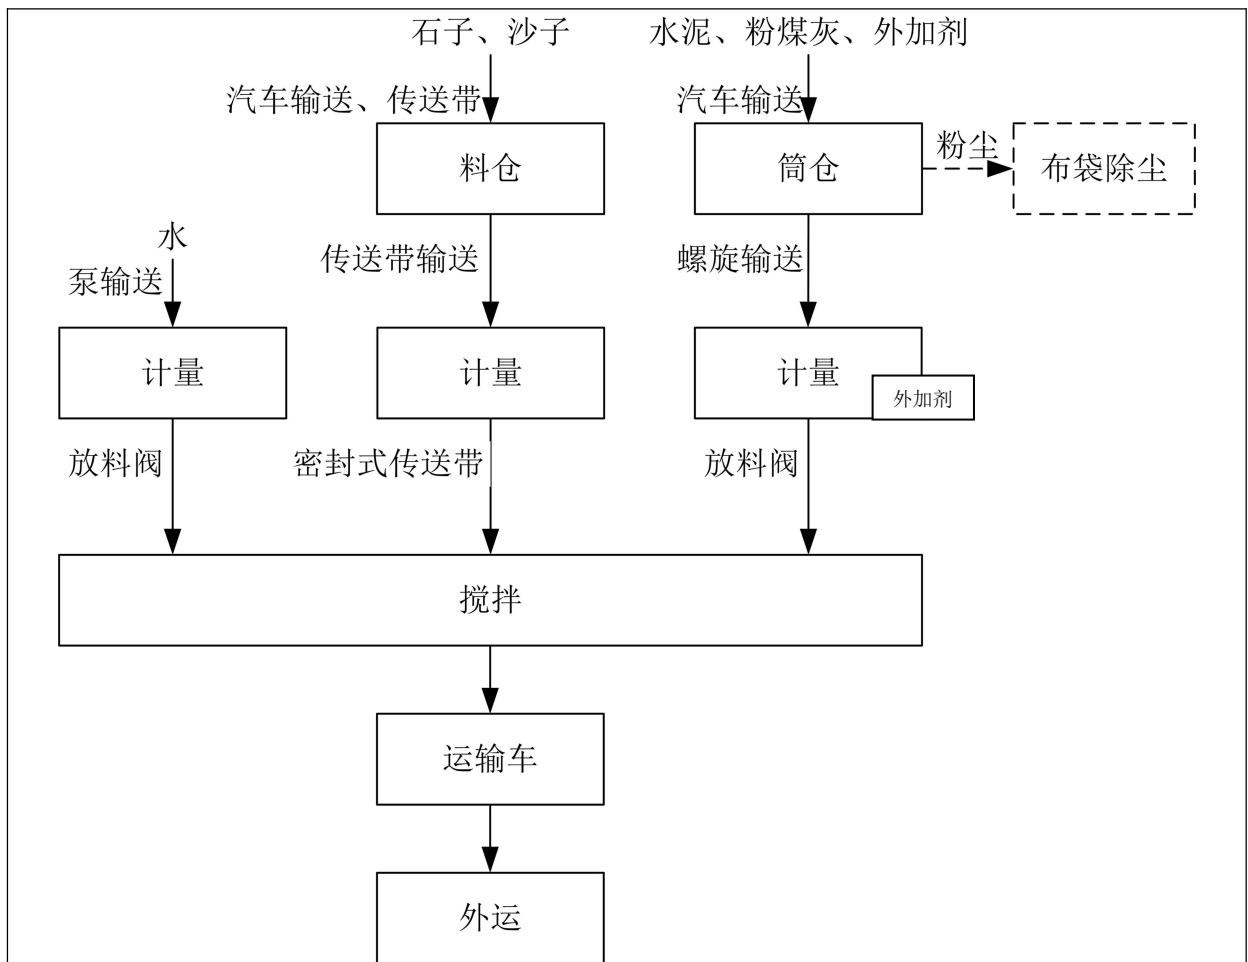 石子、沙子
水泥、粉煤灰、外加剂
汽车输送、传送带
汽车输送
料仓
筒仓
粉尘
布袋除尘
水
泵输送
传送带输送
螺旋输送
计量
计量
计量
外加剂
放料阀
密封式传送带
放料阀
搅拌
运输车
外运